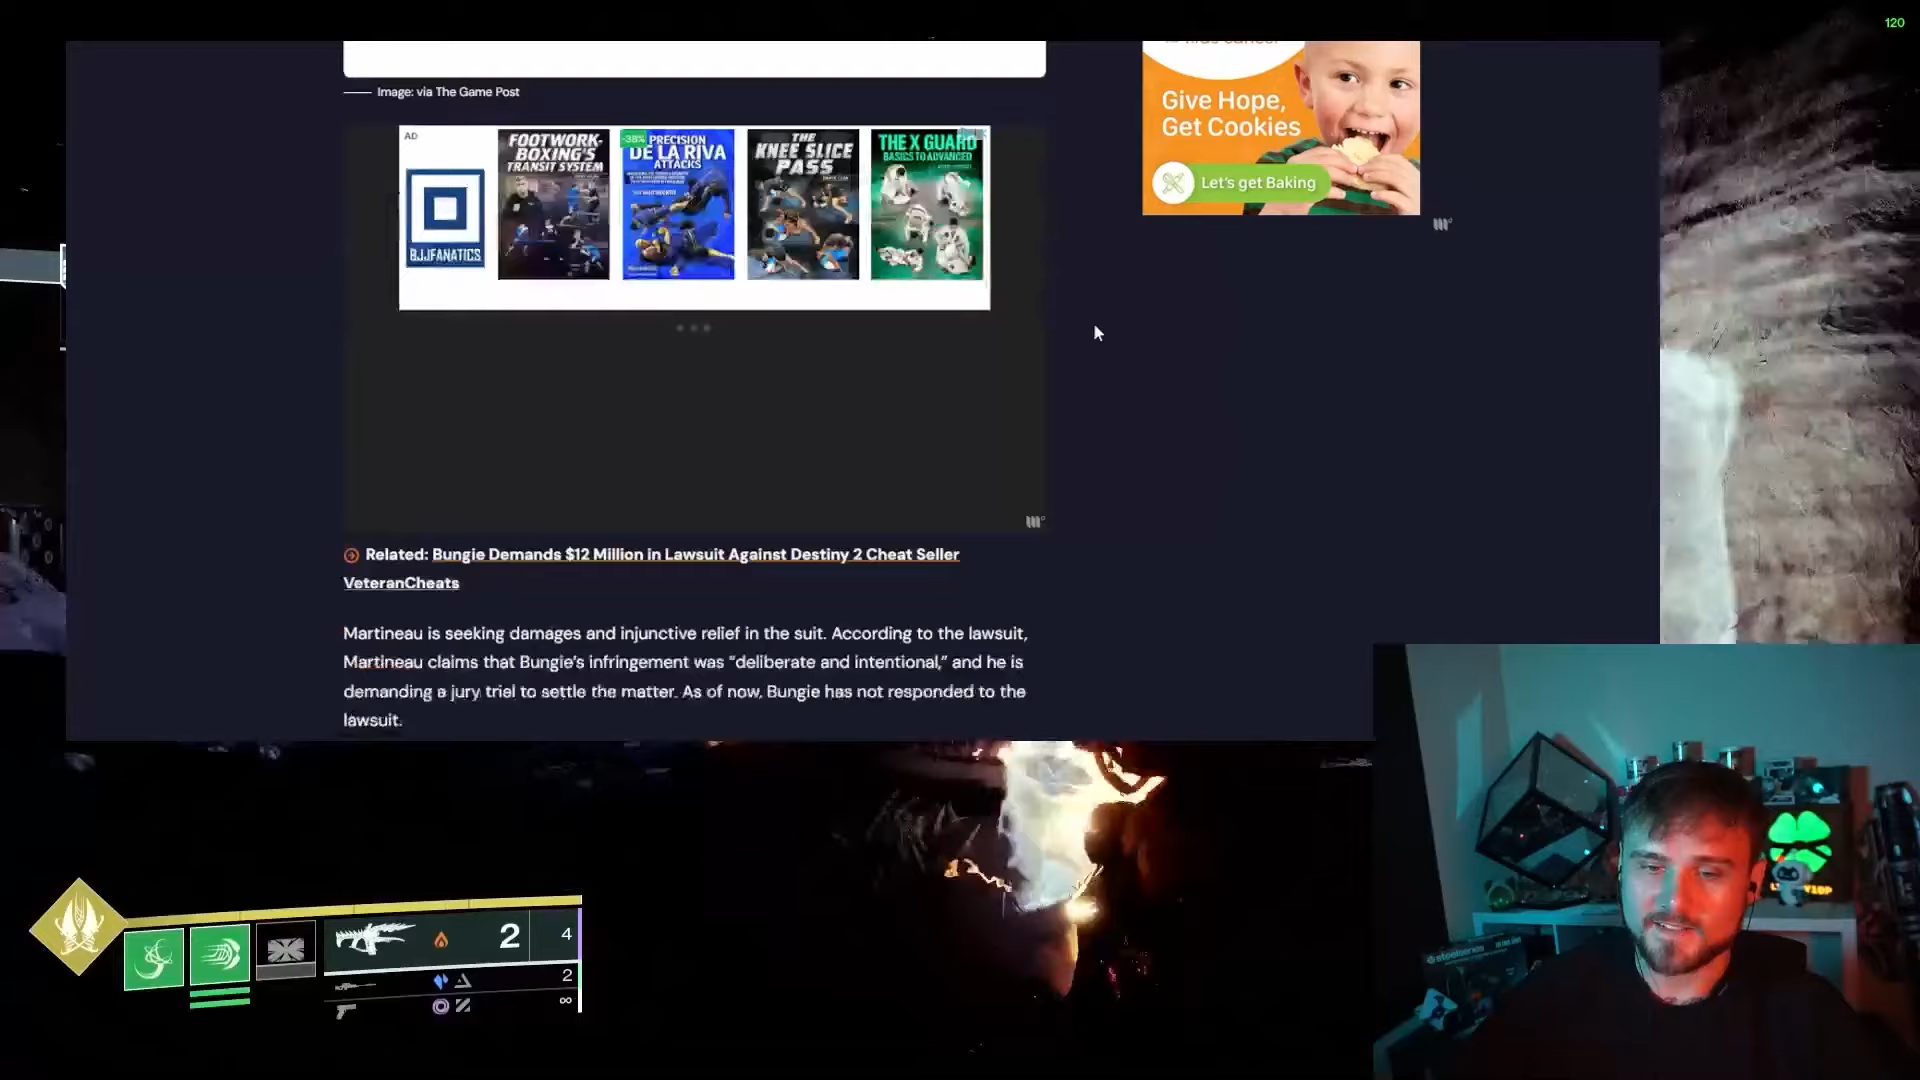 120
Image: via The Game Post
Give Hope,
Get Cookies
Let's get Baking
AD
BJJFANATICS
FOOTWORK-
BOXING'S
TRANSIT SYSTEM
-38%
PRECISION
DE LA RIVA
ATTACKS
THE
KNEE SLICE
PASS
THE X GUARD
BASICS TO ADVANCED
Related: Bungie Demands $12 Million in Lawsuit Against Destiny 2 Cheat Seller
VeteranCheats
Martineau is seeking damages and injunctive relief in the suit. According to the lawsuit,
Martineau claims that Bungie's infringement was “deliberate and intentional,” and he is
demanding a jury trial to settle the matter. As of now, Bungie has not responded to the
lawsuit.
2
4
2
∞
steelseries